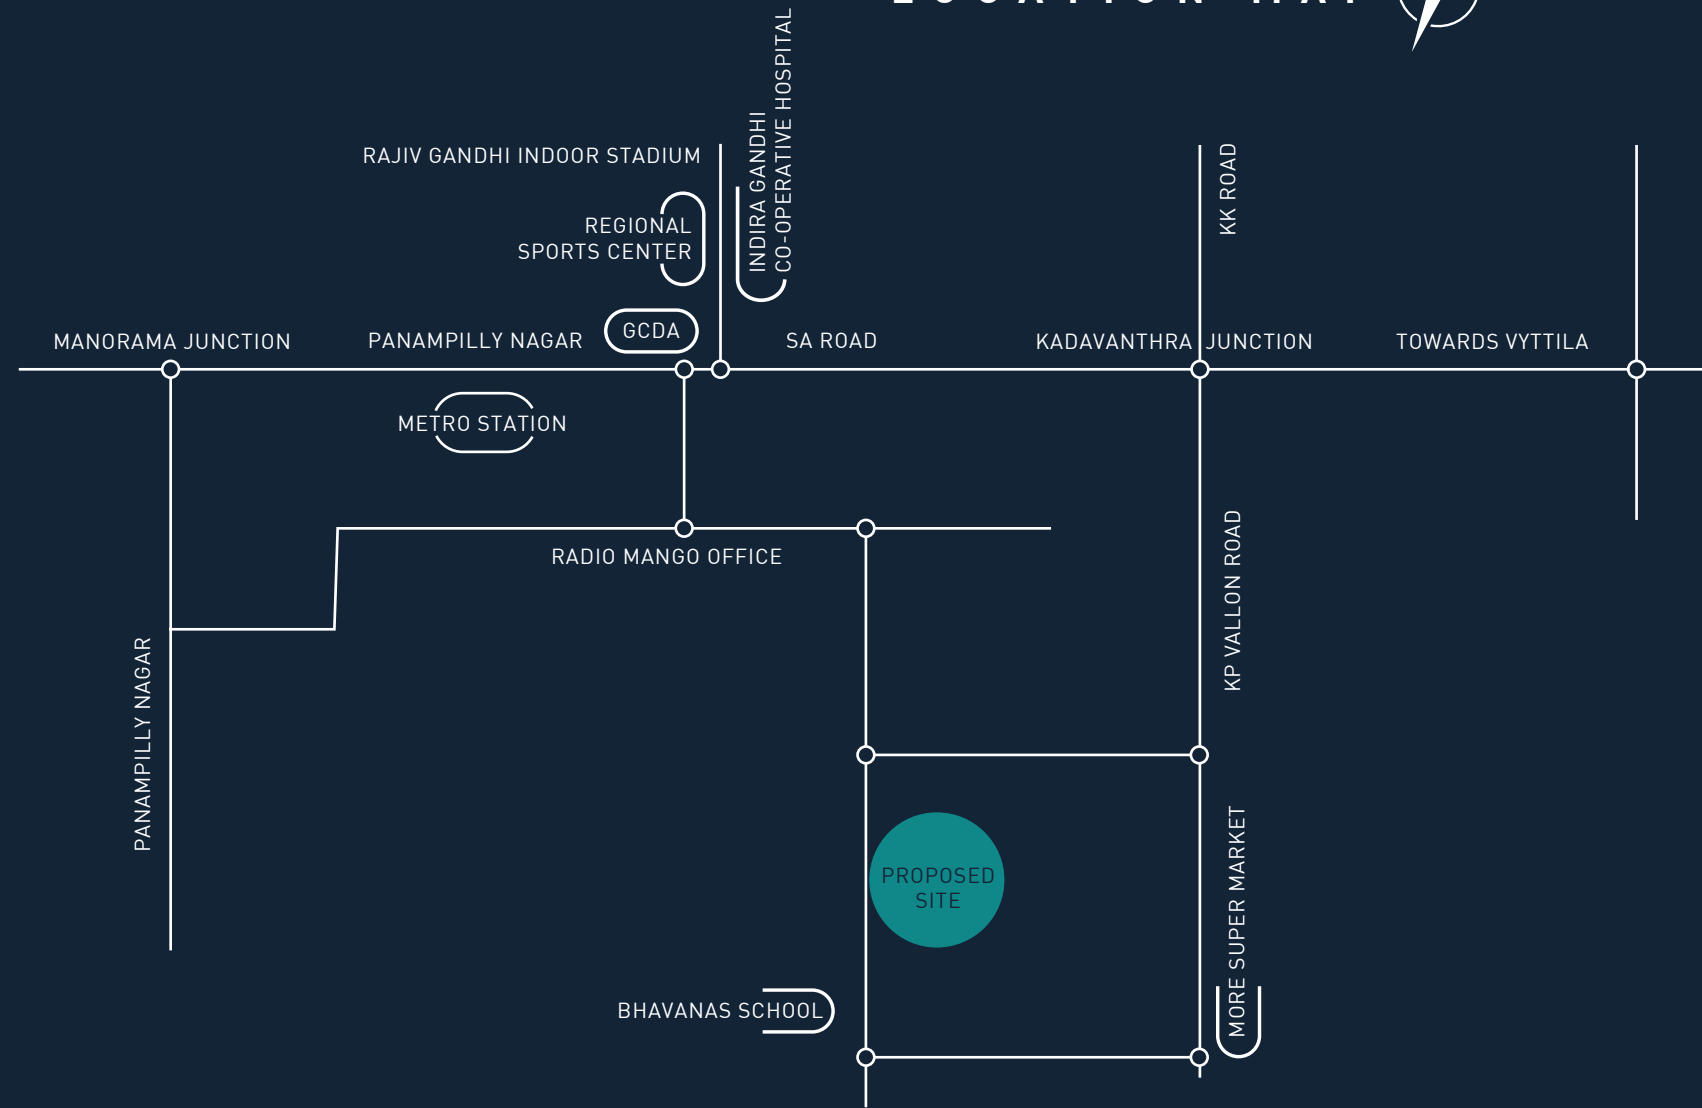 LOCATION MAP
INDIRA GANDHI
CO-OPERATIVE HOSPITAL
RAJIV GANDHI INDOOR STADIUM
KK ROAD
REGIONAL
SPORTS CENTER
GCDA
MANORAMA JUNCTION
PANAMPILLY NAGAR
SA ROAD
KADAVANTHRA JUNCTION
TOWARDS VYTTILA
METRO STATION
RADIO MANGO OFFICE
KP VALLON ROAD
PANAMPILLY NAGAR
PROPOSED
SITE
MORE SUPER MARKET
BHAVANAS SCHOOL